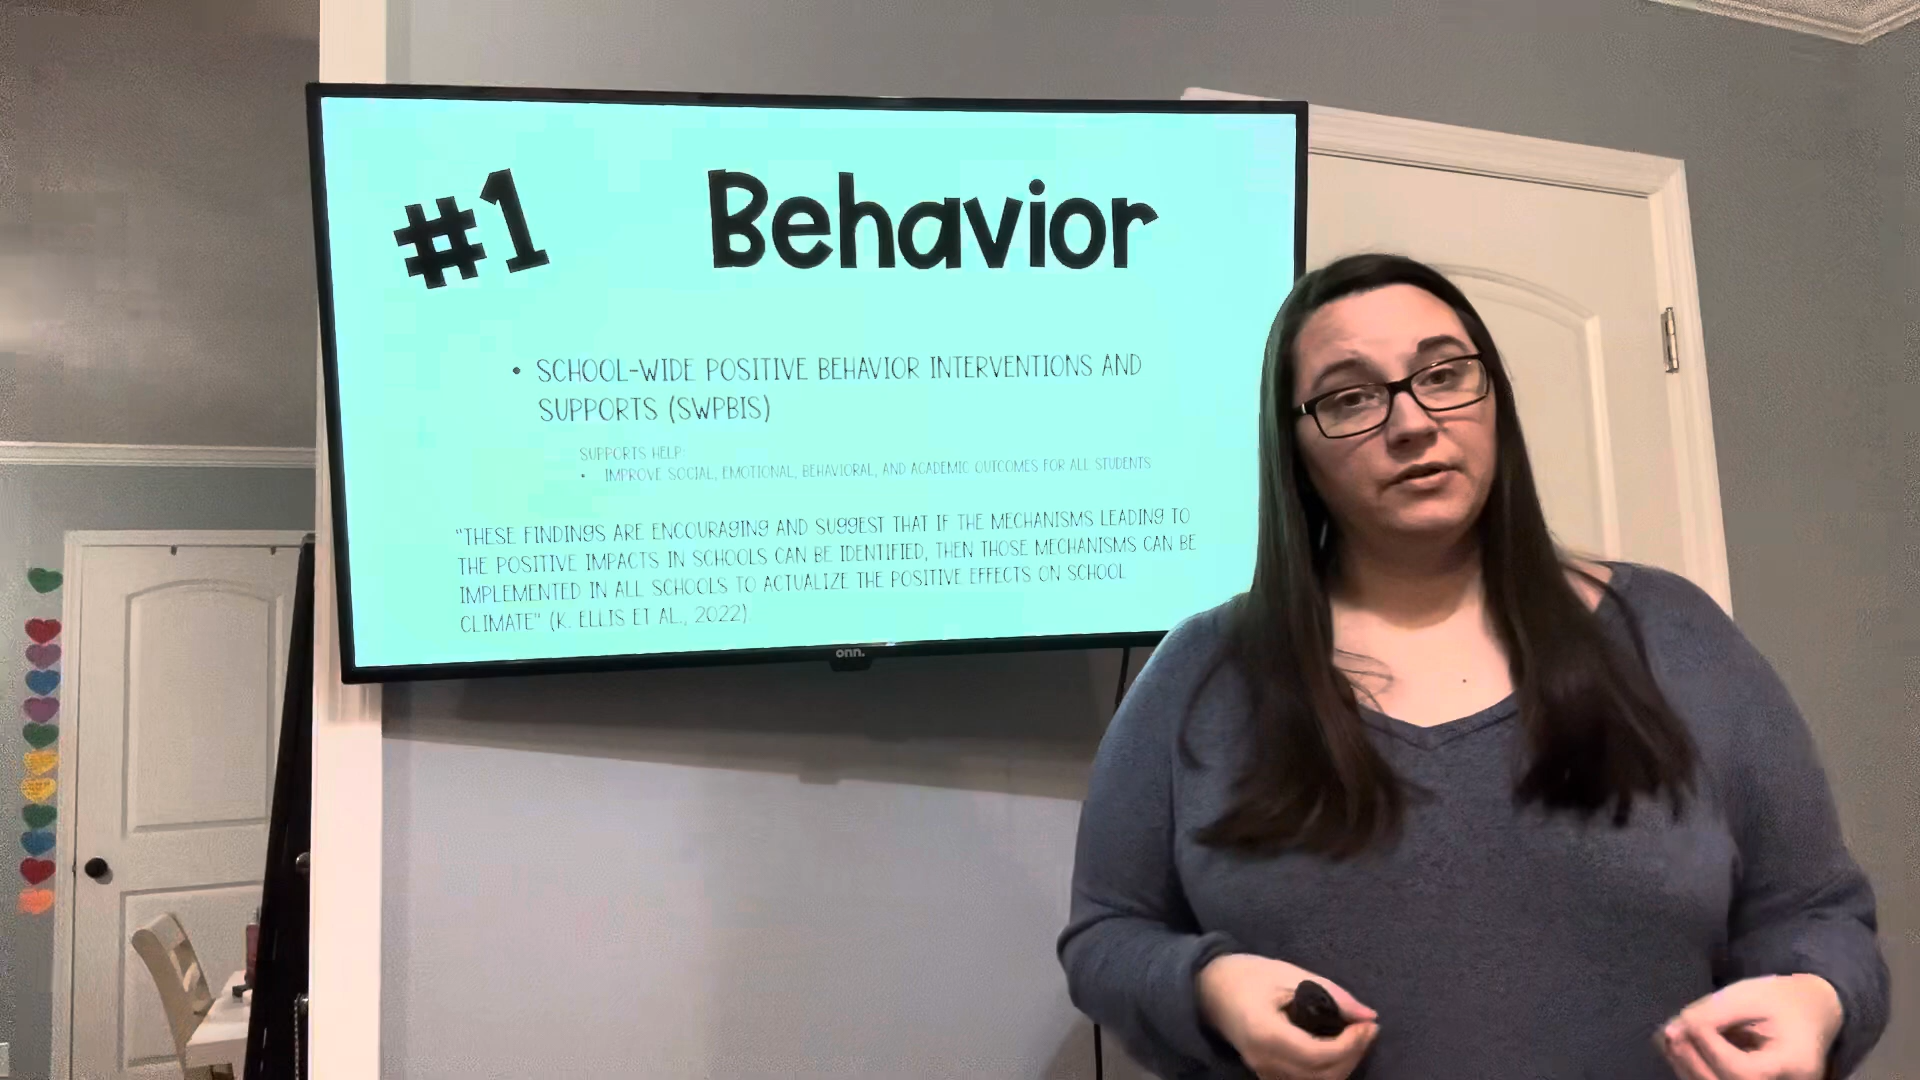 #1 Behavior
• SCHOOL-WIDE POSITIVE BEHAVIOR INTERVENTIONS AND
SUPPORTS (SWPBIS)
SUPPORTS HELP:
• IMPROVE SOCIAL, EMOTIONAL, BEHAVIORAL, AND ACADEMIC OUTCOMES FOR ALL STUDENTS
"THESE FINDINGS ARE ENCOURAGING AND SUGGEST THAT IF THE MECHANISMS LEADING TO
THE POSITIVE IMPACTS IN SCHOOLS CAN BE IDENTIFIED, THEN THOSE MECHANISMS CAN BE
IMPLEMENTED IN ALL SCHOOLS TO ACTUALIZE THE POSITIVE EFFECTS ON SCHOOL
CLIMATE" (K. ELLIS ET AL., 2022)
onn.